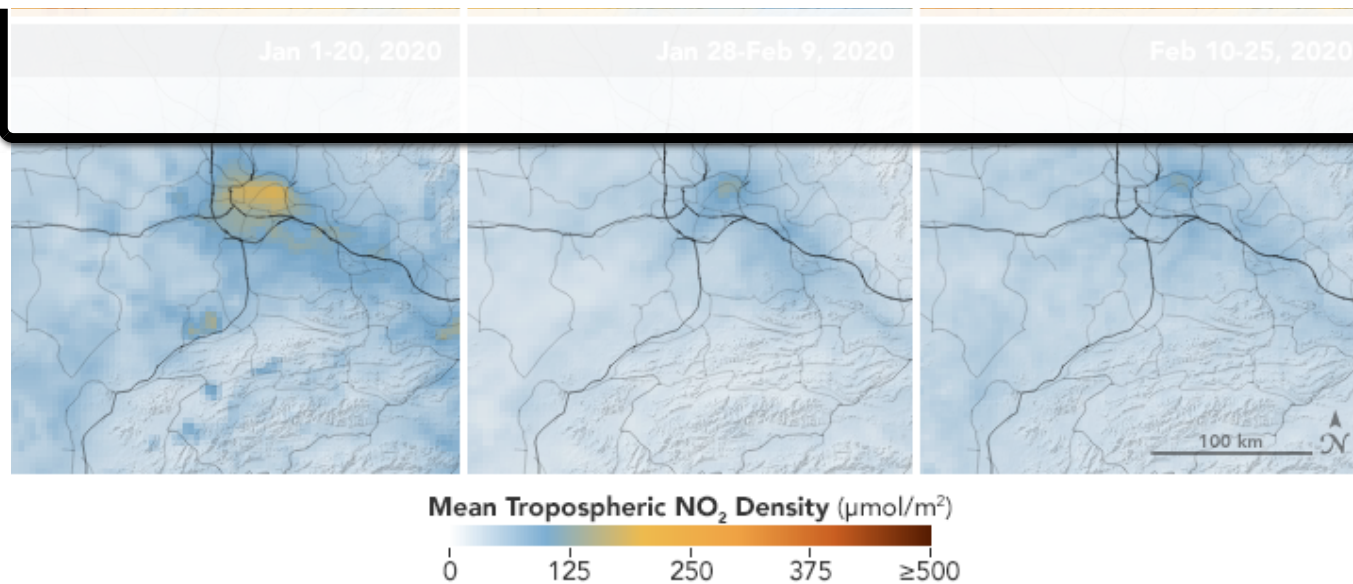 Jan 1-20, 2020
Jan 28-Feb 9, 2020
Feb 10-25, 2020
100 km
N
Mean Tropospheric NO₂ Density (µmol/m²)
0 125 250 375 ≥500